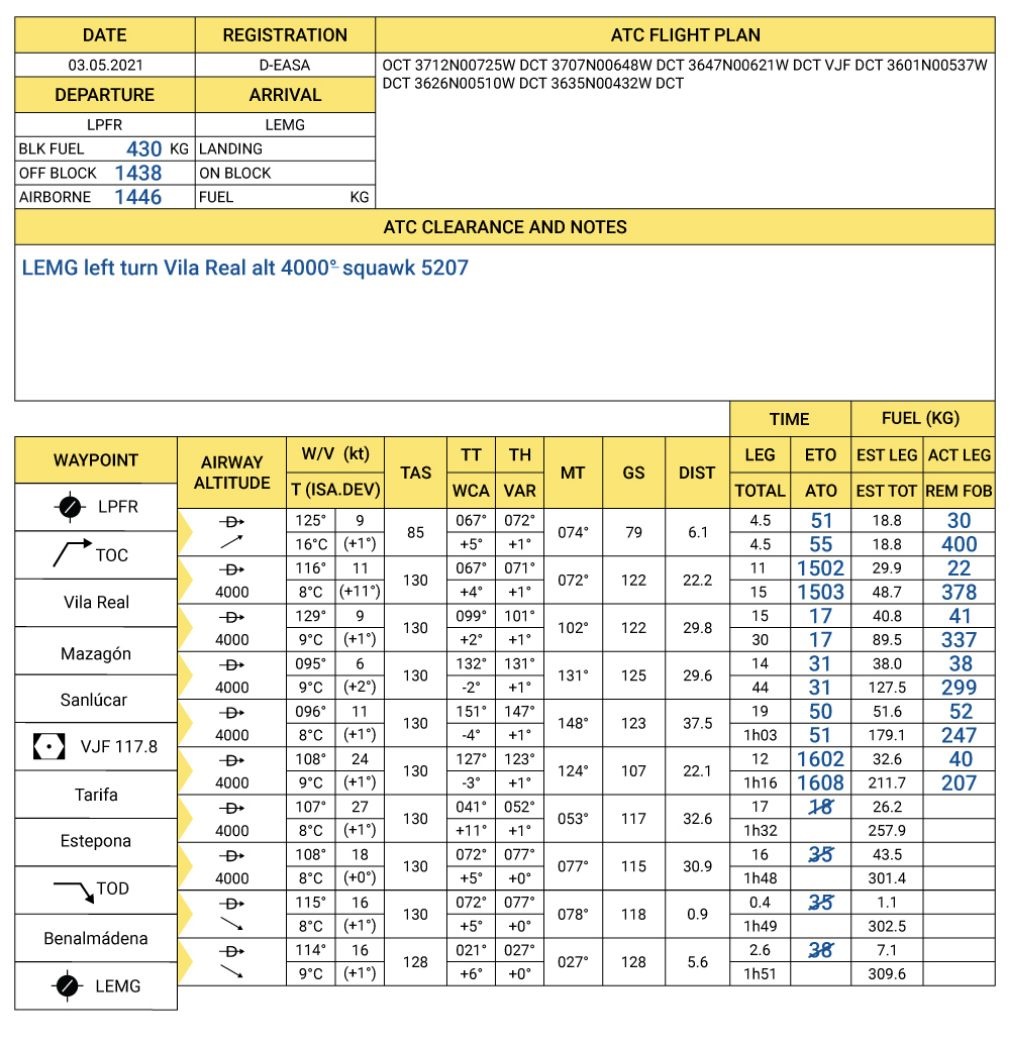 DATE REGISTRATION ATC FLIGHT PLAN
03.05.2021 D-EASA OCT 3712N00725W DCT 3707N00648W DCT 3647N00621W DCT VJF DCT 3601N00537W
DCT 3626N00510W DCT 3635N00432W DCT
DEPARTURE ARRIVAL
LPFR LEMG
BLK FUEL 430 KG LANDING
OFF BLOCK 1438 ON BLOCK
AIRBORNE 1446 FUEL KG
ATC CLEARANCE AND NOTES
LEMG left turn Vila Real alt 4000° squawk 5207
TIME FUEL (KG)
WAYPOINT AIRWAY ALTITUDE W/V (kt) TAS TT TH MT GS DIST LEG ETO EST LEG ACT LEG
T (ISA.DEV) WCA VAR TOTAL ATO EST TOT REM FOB
LPFR
D 125° 9 85 067° 072° 074° 79 6.1 4.5 51 18.8 30
16°C (+1°) +5° +1° 4.5 55 18.8 400
TOC
D 116° 11 130 067° 071° 072° 122 22.2 11 1502 29.9 22
4000 8°C (+11°) +4° +1° 15 1503 48.7 378
Vila Real
D 129° 9 130 099° 101° 102° 122 29.8 15 17 40.8 41
4000 9°C (+1°) +2° +1° 30 17 89.5 337
Mazagón
D 095° 6 130 132° 131° 131° 125 29.6 14 31 38.0 38
4000 9°C (+2°) -2° +1° 44 31 127.5 299
Sanlúcar
D 096° 11 130 151° 147° 148° 123 37.5 19 50 51.6 52
4000 8°C (+1°) -4° +1° 1h03 51 179.1 247
VJF 117.8
D 108° 24 130 127° 123° 124° 107 22.1 12 1602 32.6 40
4000 9°C (+1°) -3° +1° 1h16 1608 211.7 207
Tarifa
D 107° 27 130 041° 052° 053° 117 32.6 17 18 26.2
4000 8°C (+1°) +11° +1° 1h32 257.9
Estepona
D 108° 18 130 072° 077° 077° 115 30.9 16 35 43.5
4000 8°C (+0°) +5° +0° 1h48 301.4
TOD
D 115° 16 130 072° 077° 078° 118 0.9 0.4 35 1.1
8°C (+1°) +5° +0° 1h49 302.5
Benalmádena
D 114° 16 128 021° 027° 027° 128 5.6 2.6 38 7.1
9°C (+1°) +6° +0° 1h51 309.6
LEMG